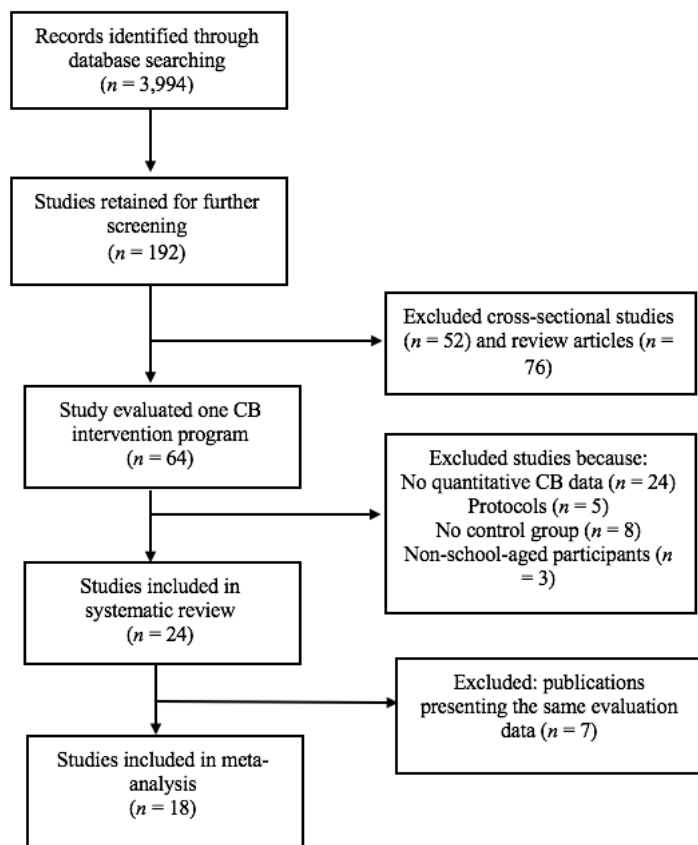 Records identified through
database searching
(n = 3,994)
Studies retained for further
screening
(n = 192)
Excluded cross-sectional studies
(n = 52) and review articles (n =
76)
Study evaluated one CB
intervention program
(n = 64)
Excluded studies because:
No quantitative CB data (n = 24)
Protocols (n = 5)
No control group (n = 8)
Non-school-aged participants (n
= 3)
Studies included in
systematic review
(n = 24)
Excluded: publications
presenting the same evaluation
data (n = 7)
Studies included in meta-
analysis
(n = 18)